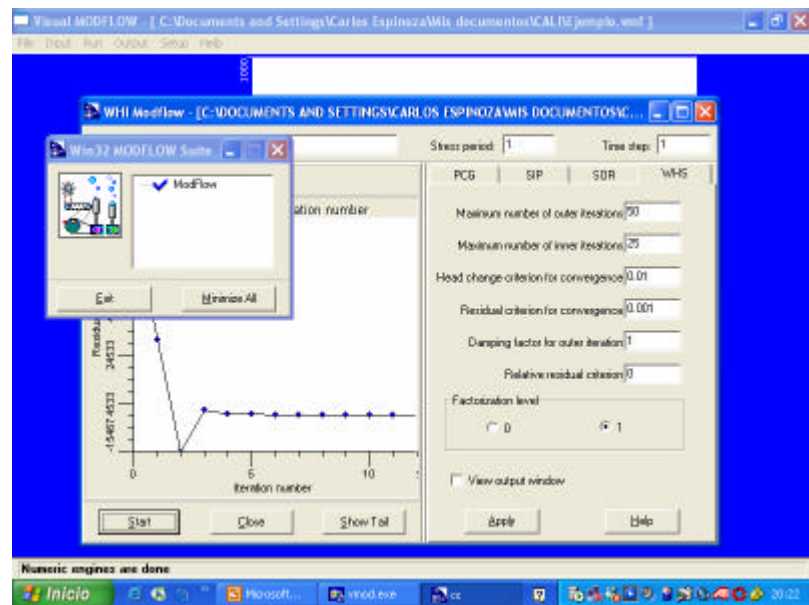 Visual MODFLOW - [ C:\Documents and Settings\Carlos Espinoza\Mis documentos\CALI\Ejemplo.vmf ]
File Input Run Output Setup Help
1000
WHI Modflow - [C:\DOCUMENTS AND SETTINGS\CARLOS ESPINOZA\MIS DOCUMENTOS\C...
Win32 MODFLOW Suite
ModFlow
Exit
Minimize All
Stress period: 1
Time step: 1
PCG SIP SOR WHS
ation number
Maximum number of outer iterations 50
Maximum number of inner iterations 25
Head change criterion for convergence 0.01
Residual criterion for convergence 0.001
Damping factor for outer iteration 1
Relative residual criterion 0
Factorization level
0 1
View output window
Residual
24533
4533
-15467
0 5 10
Iteration number
Start Close Show Tail
Apply Help
Numeric engines are done
Inicio
Microsoft...
vmod.exe
cc
20:22